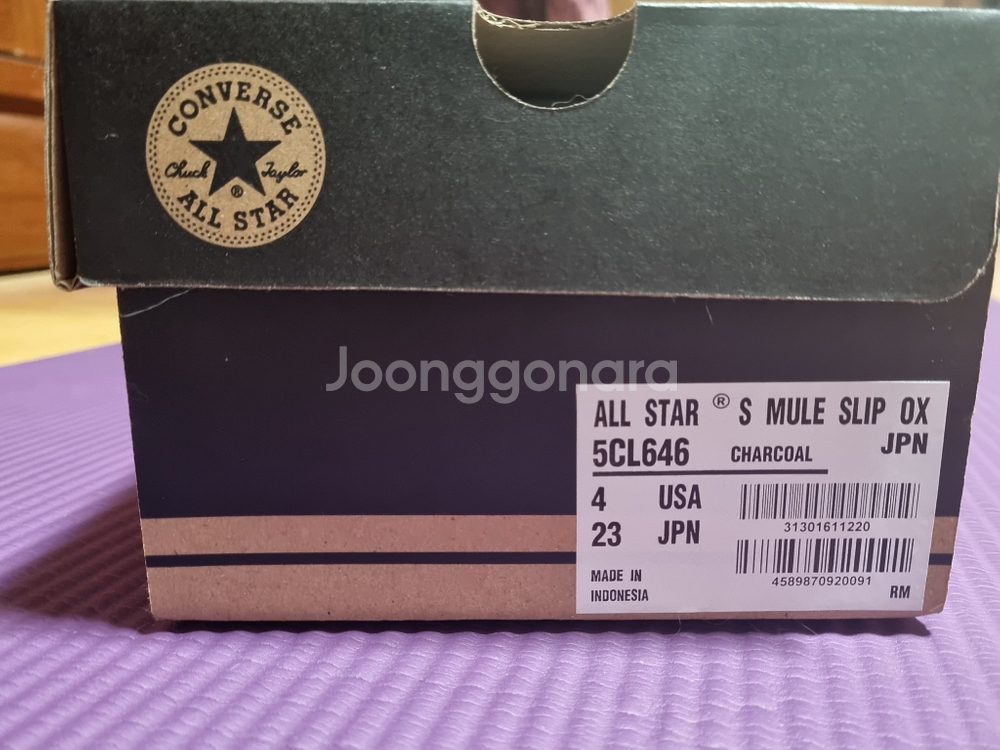 CONVERSE
Chuck Taylor
®
ALL STAR
Joonggonara
ALL STAR ® S MULE SLIP OX
5CL646 CHARCOAL JPN
4 USA
31301611220
23 JPN
4589870920091
MADE IN
INDONESIA
RM